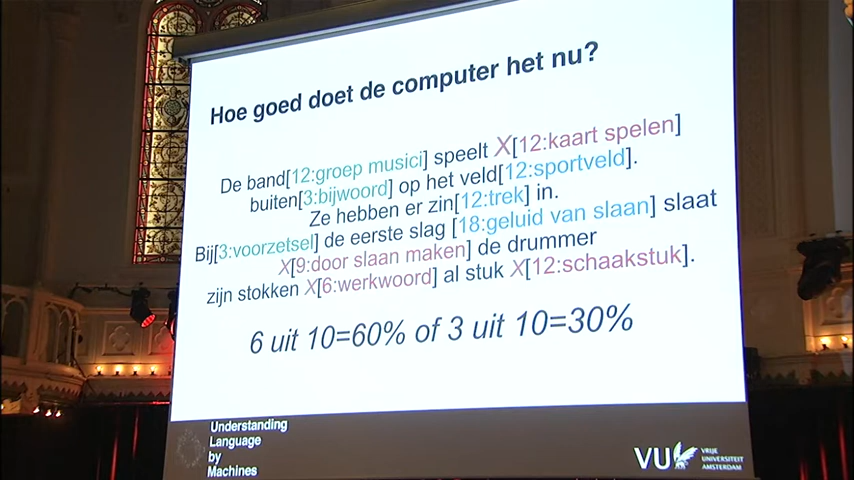 Hoe goed doet de computer het nu?
De band[12:groep musici] speelt X[12:kaart spelen]
buiten[3:bijwoord] op het veld[12:sportveld].
Ze hebben er zin[12:trek] in.
Bij[3:voorzetsel] de eerste slag [18:geluid van slaan] slaat
X[9:door slaan maken] de drummer
zijn stokken X[6:werkwoord] al stuk X[12:schaakstuk].
6 uit 10=60% of 3 uit 10=30%
Understanding
Language
by
Machines
VU
VRIJE
UNIVERSITEIT
AMSTERDAM